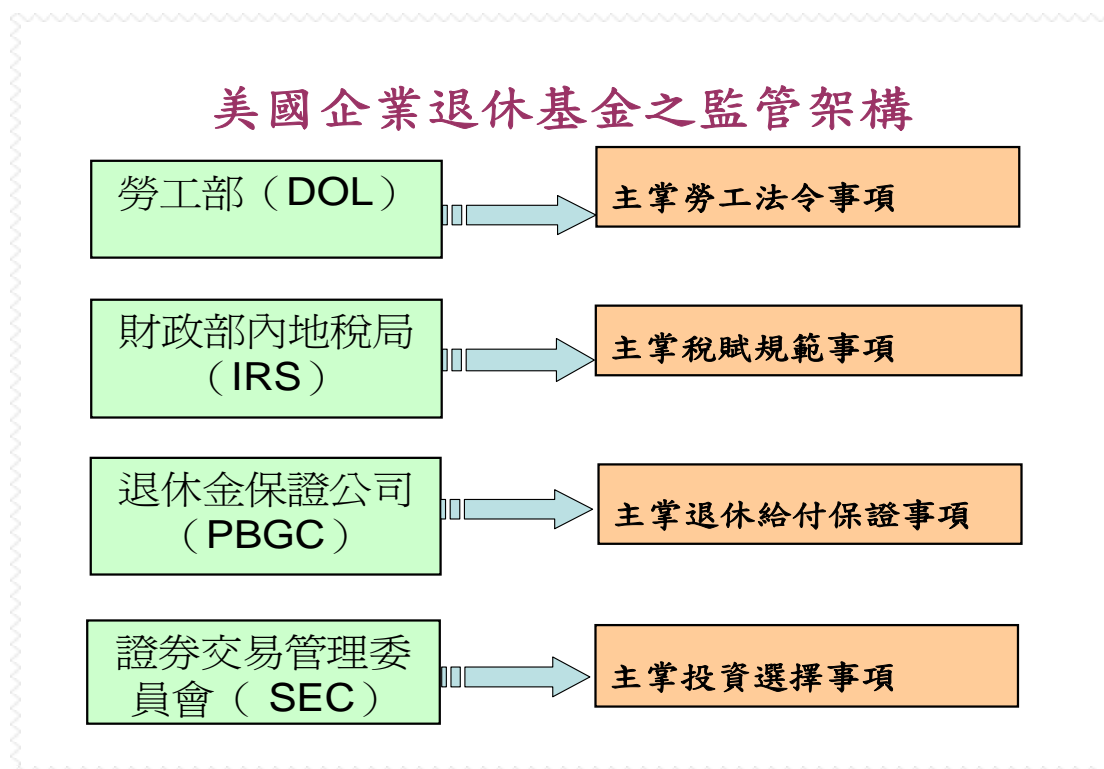 美國企業退休基金之監管架構
勞工部（DOL）
主掌勞工法令事項
財政部內地稅局
（IRS）
主掌稅賦規範事項
退休金保證公司
（PBGC）
主掌退休給付保證事項
證券交易管理委
員會（ SEC）
主掌投資選擇事項